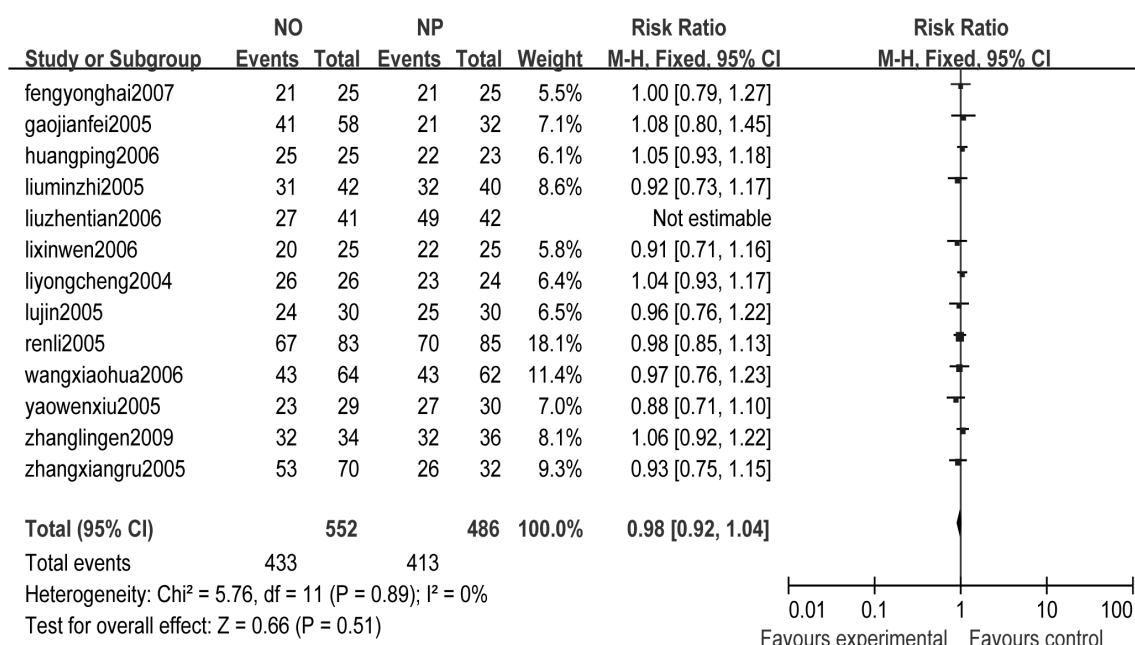 NO NP Risk Ratio Risk Ratio
Study or Subgroup Events Total Events Total Weight M-H, Fixed, 95% CI M-H, Fixed, 95% CI
fengyonghai2007 21 25 21 25 5.5% 1.00 [0.79, 1.27]
gaojianfei2005 41 58 21 32 7.1% 1.08 [0.80, 1.45]
huangping2006 25 25 22 23 6.1% 1.05 [0.93, 1.18]
liuminzhi2005 31 42 32 40 8.6% 0.92 [0.73, 1.17]
liuzhentian2006 27 41 49 42 Not estimable
lixinwen2006 20 25 22 25 5.8% 0.91 [0.71, 1.16]
liyongcheng2004 26 26 23 24 6.4% 1.04 [0.93, 1.17]
lujin2005 24 30 25 30 6.5% 0.96 [0.76, 1.22]
renli2005 67 83 70 85 18.1% 0.98 [0.85, 1.13]
wangxiaohua2006 43 64 43 62 11.4% 0.97 [0.76, 1.23]
yaowenxiu2005 23 29 27 30 7.0% 0.88 [0.71, 1.10]
zhanglingen2009 32 34 32 36 8.1% 1.06 [0.92, 1.22]
zhangxiangru2005 53 70 26 32 9.3% 0.93 [0.75, 1.15]
Total (95% CI) 552 486 100.0% 0.98 [0.92, 1.04]
Total events 433 413
Heterogeneity: Chi² = 5.76, df = 11 (P = 0.89); I² = 0%
Test for overall effect: Z = 0.66 (P = 0.51)
0.01 0.1 1 10 100
Favours experimental Favours control